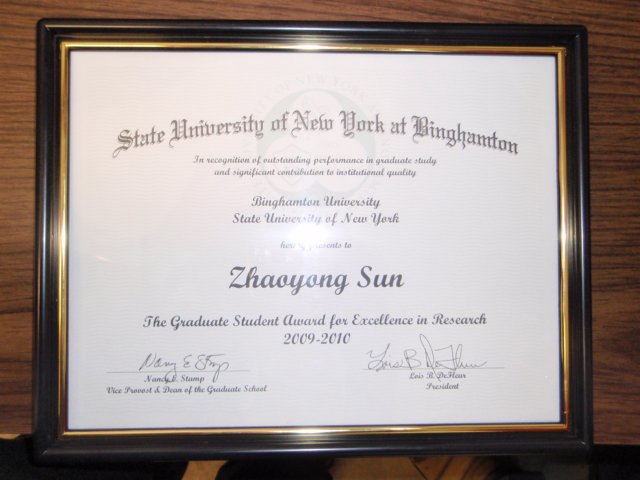 State University of New York at Binghamton
In recognition of outstanding performance in graduate study
and significant contribution to institutional quality
Binghamton University
State University of New York
hereby presents to
Zhaoyong Sun
The Graduate Student Award for Excellence in Research
2009-2010
Nancy E. Stamp
Lois B. DeFleur
Vice Provost & Dean of the Graduate School
President